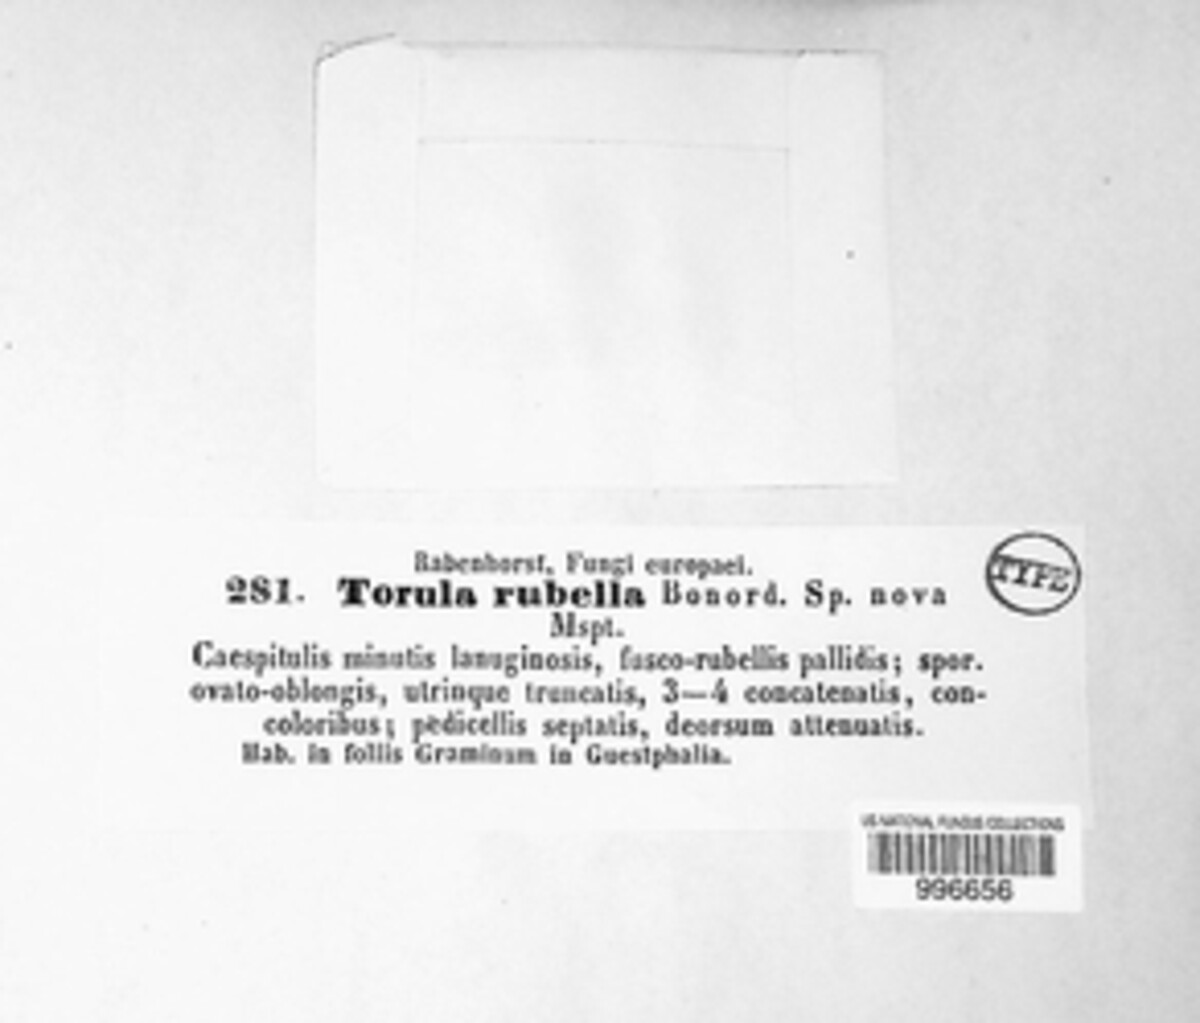 Rabenhorst, Fungi europaei.
281. Torula rubella Bonord. Sp. nova
Mspt.
Caespitulis minutis lanuginosis, fusco-rubellis pallidis; spor.
ovato-oblongis, utrinque truncatis, 3—4 concatenatis, con-
coloribus; pedicellis septatis, deorsum attenuatis.
Hab. in foliis Graminum in Guestphalia.
TYPE
US NATIONAL FUNGUS COLLECTIONS
996656